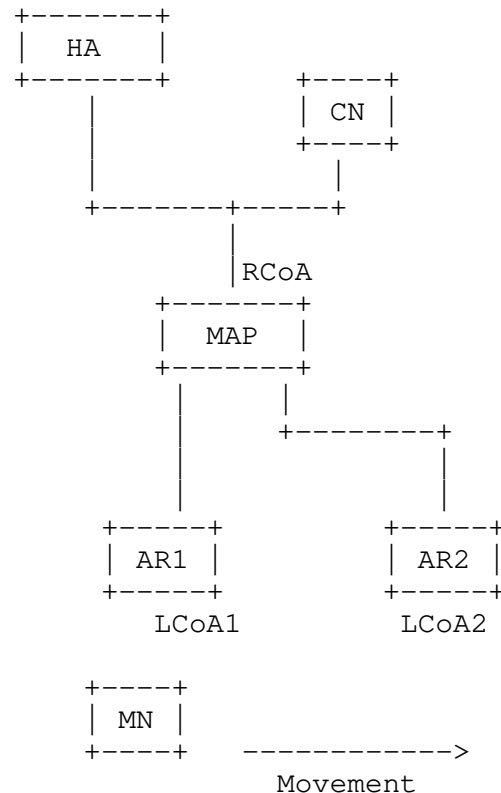 HA
CN
RCoA
MAP
AR1 AR2
LCoA1 LCoA2
MN
Movement